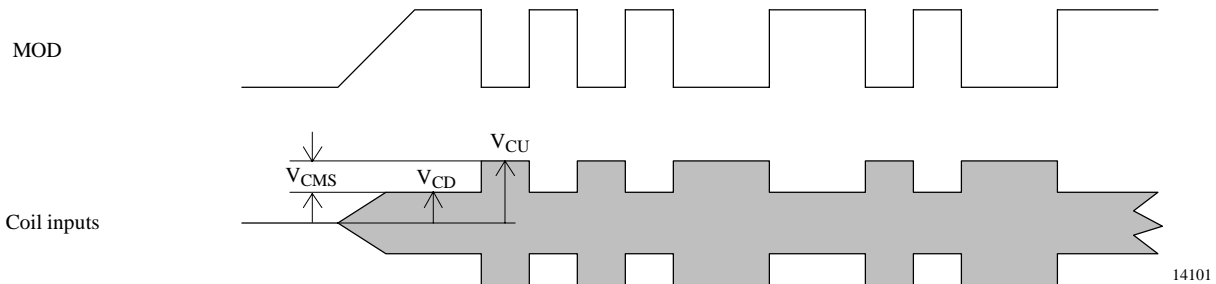 MOD
V_CU
V_CMS
V_CD
Coil inputs
14101